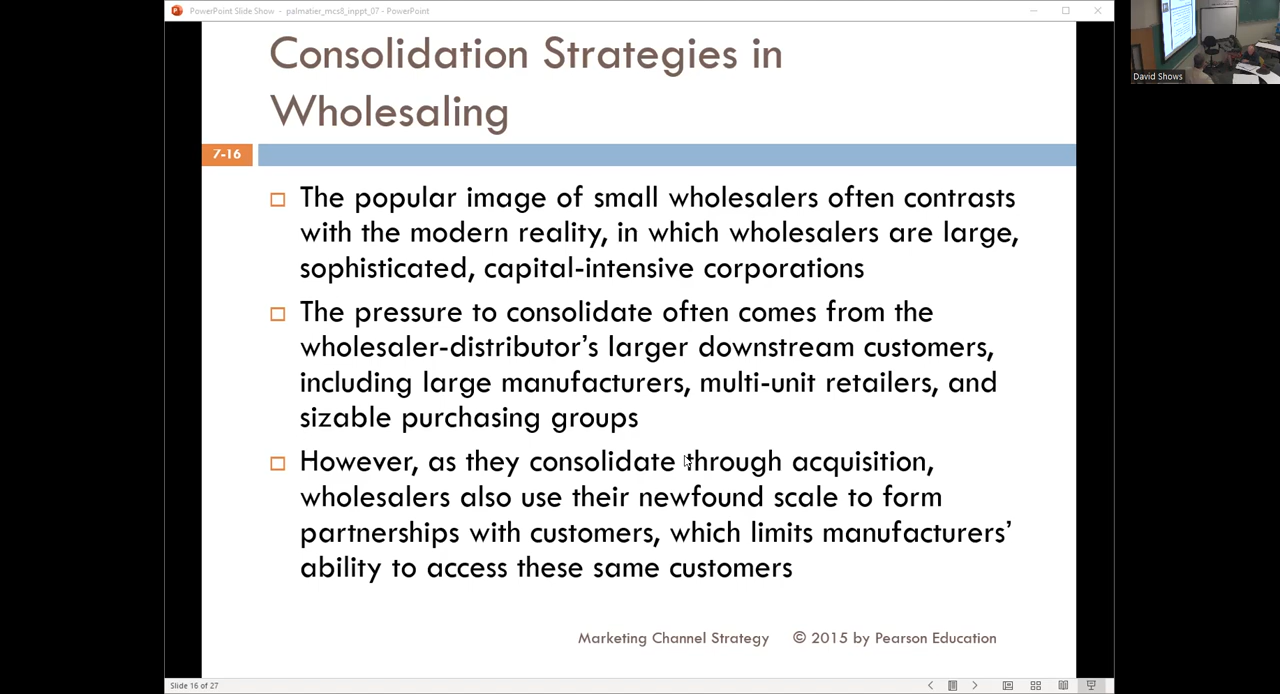 PowerPoint Slide Show - palmatier_mcs8_inppt_07 - PowerPoint
Consolidation Strategies in
Wholesaling
7-16
The popular image of small wholesalers often contrasts
with the modern reality, in which wholesalers are large,
sophisticated, capital-intensive corporations
The pressure to consolidate often comes from the
wholesaler-distributor's larger downstream customers,
including large manufacturers, multi-unit retailers, and
sizable purchasing groups
However, as they consolidate through acquisition,
wholesalers also use their newfound scale to form
partnerships with customers, which limits manufacturers'
ability to access these same customers
Marketing Channel Strategy © 2015 by Pearson Education
Slide 16 of 27
David Shows